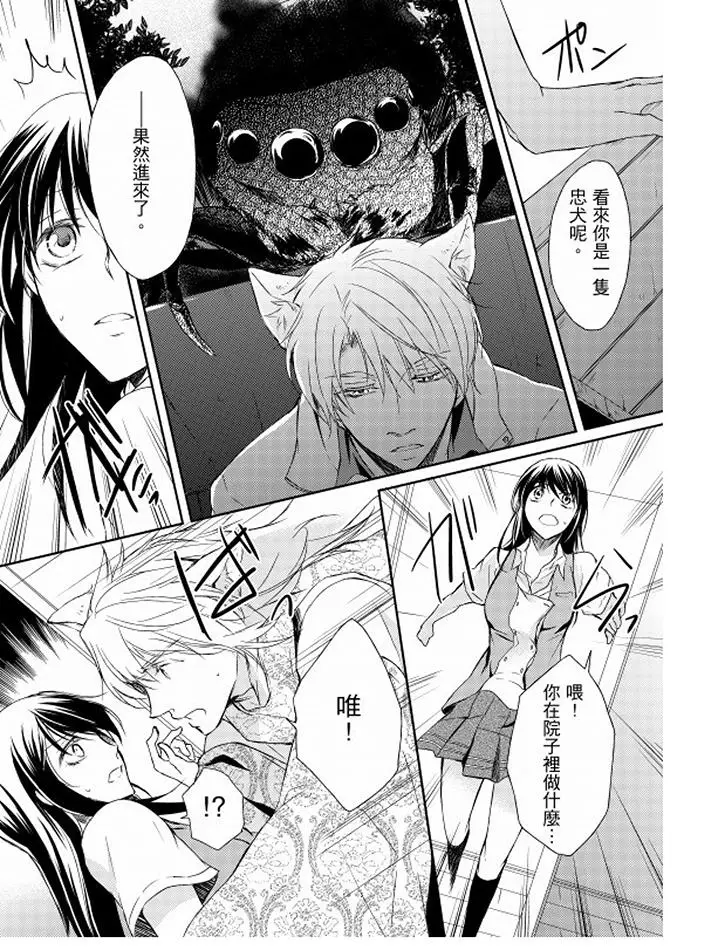 ポン
看來你是一隻
忠犬呢。
──果然進來了。
ガラッ
喂！
你在院子裡做什麼…
唯！
ばっ
!?